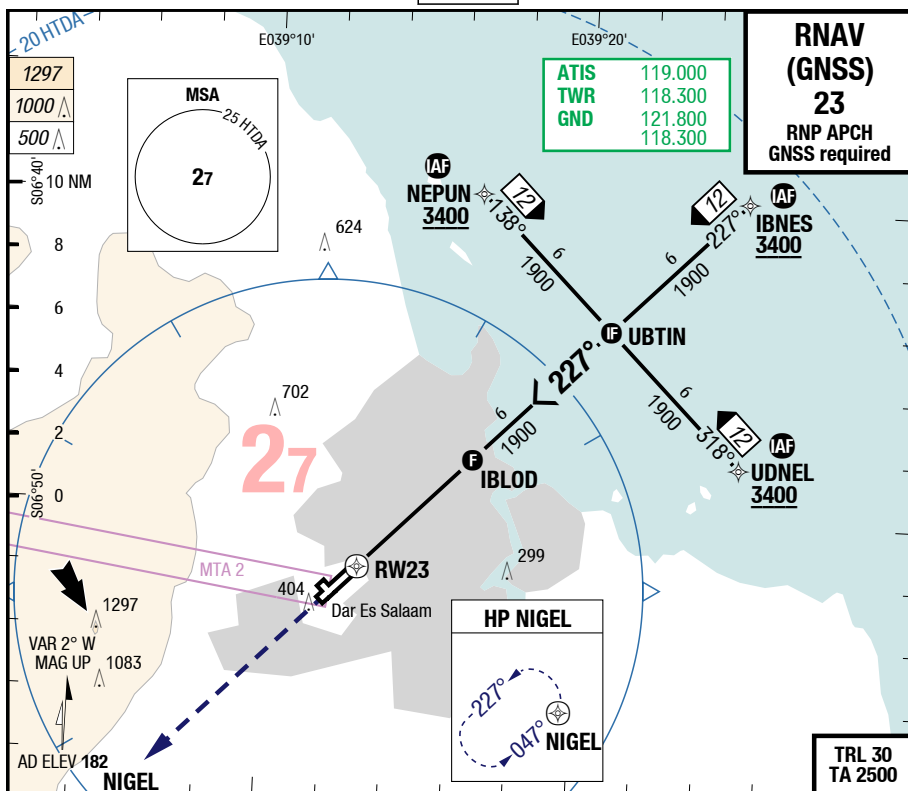 20 HTDA
E039°10'
E039°20'
RNAV
(GNSS)
23
RNP APCH
GNSS required
1297
1000
500
MSA
25 HTDA
27
ATIS 119.000
TWR 118.300
GND 121.800
118.300
S06°40'
10 NM
8
6
4
2
0
S06°50'
IAF
NEPUN
3400
12
138°
6
1900
IAF
IBNES
3400
12
227°
6
1900
624
IF
UBTIN
227°
6
1900
6
1900
318°
12
IAF
UDNEL
3400
702
27
F
IBLOD
MTA 2
RW23
299
404
Dar Es Salaam
1297
VAR 2° W
MAG UP
1083
AD ELEV 182
NIGEL
HP NIGEL
227°
047°
NIGEL
TRL 30
TA 2500